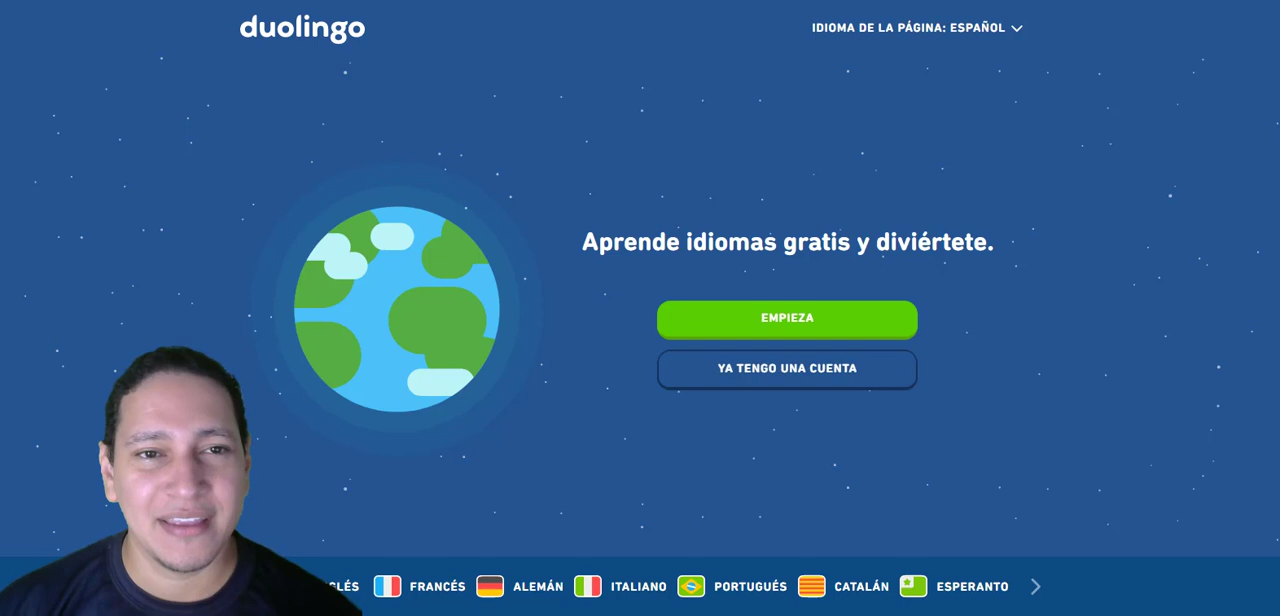 duolingo
IDIOMA DE LA PÁGINA: ESPAÑOL
Aprende idiomas gratis y diviértete.
EMPIEZA
YA TENGO UNA CUENTA
FRANCÉS ALEMÁN ITALIANO PORTUGUÉS CATALÁN ESPERANTO